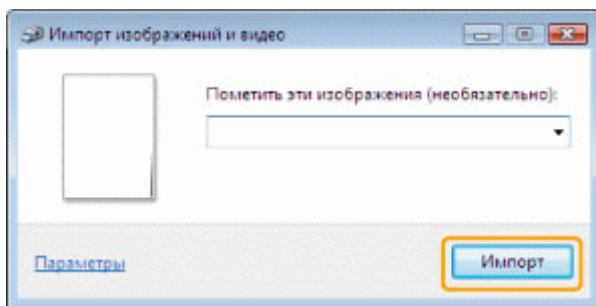 Импорт изображений и видео
Пометить эти изображения (необязательно):
Параметры
Импорт